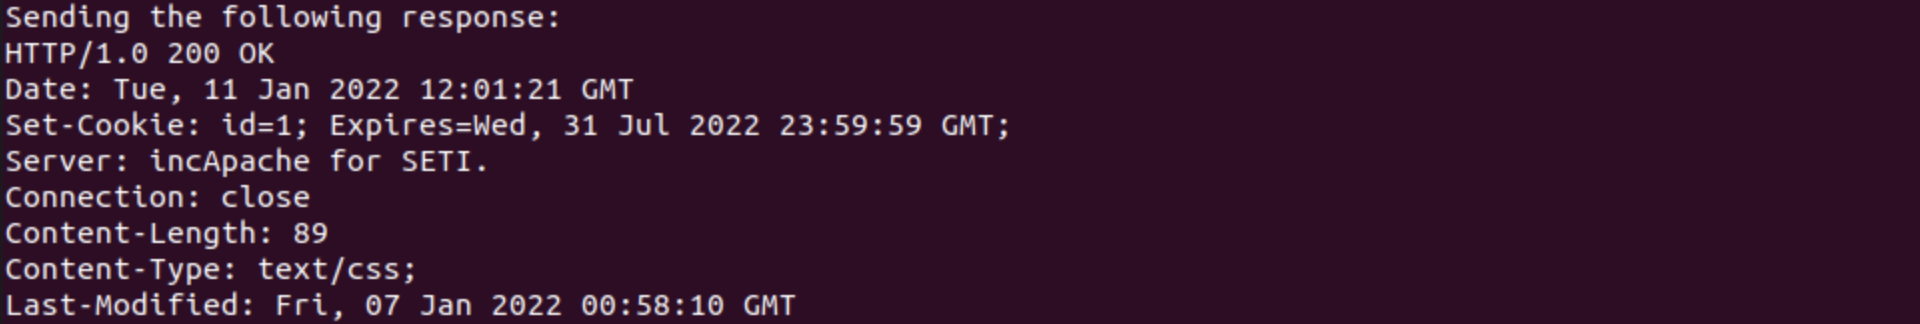 Sending the following response:
HTTP/1.0 200 OK
Date: Tue, 11 Jan 2022 12:01:21 GMT
Set-Cookie: id=1; Expires=Wed, 31 Jul 2022 23:59:59 GMT;
Server: incApache for SETI.
Connection: close
Content-Length: 89
Content-Type: text/css;
Last-Modified: Fri, 07 Jan 2022 00:58:10 GMT